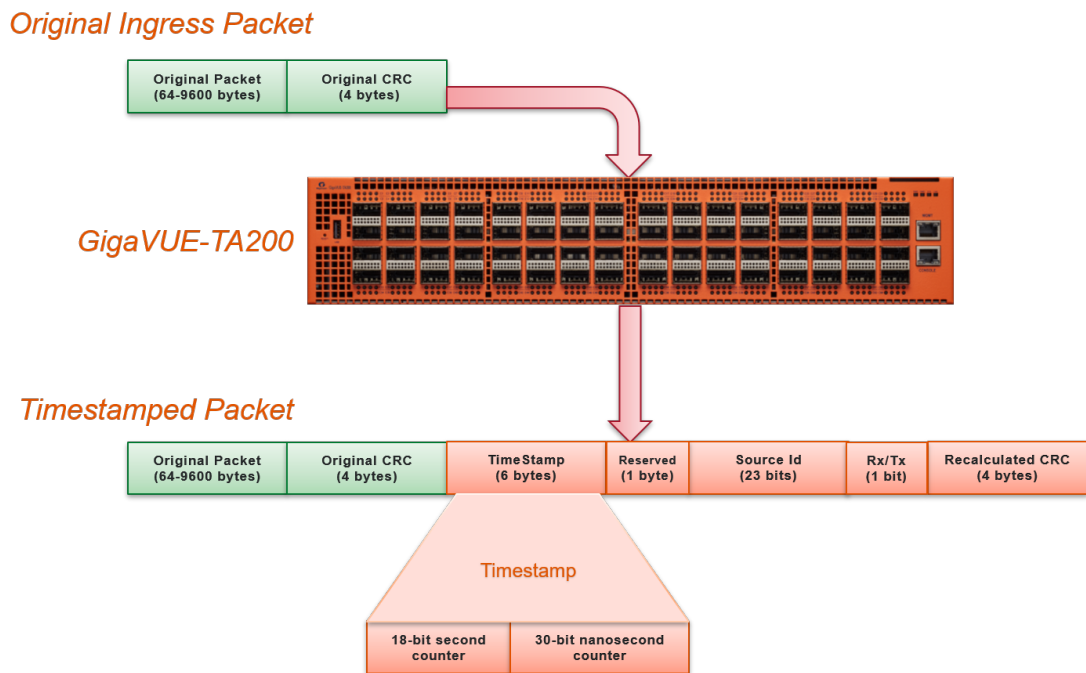 Original Ingress Packet
Original Packet
(64-9600 bytes)
Original CRC
(4 bytes)
GigaVUE-TA200
MGMT
CONSOLE
Timestamped Packet
Original Packet
(64-9600 bytes)
Original CRC
(4 bytes)
TimeStamp
(6 bytes)
Reserved
(1 byte)
Source Id
(23 bits)
Rx/Tx
(1 bit)
Recalculated CRC
(4 bytes)
Timestamp
18-bit second
counter
30-bit nanosecond
counter